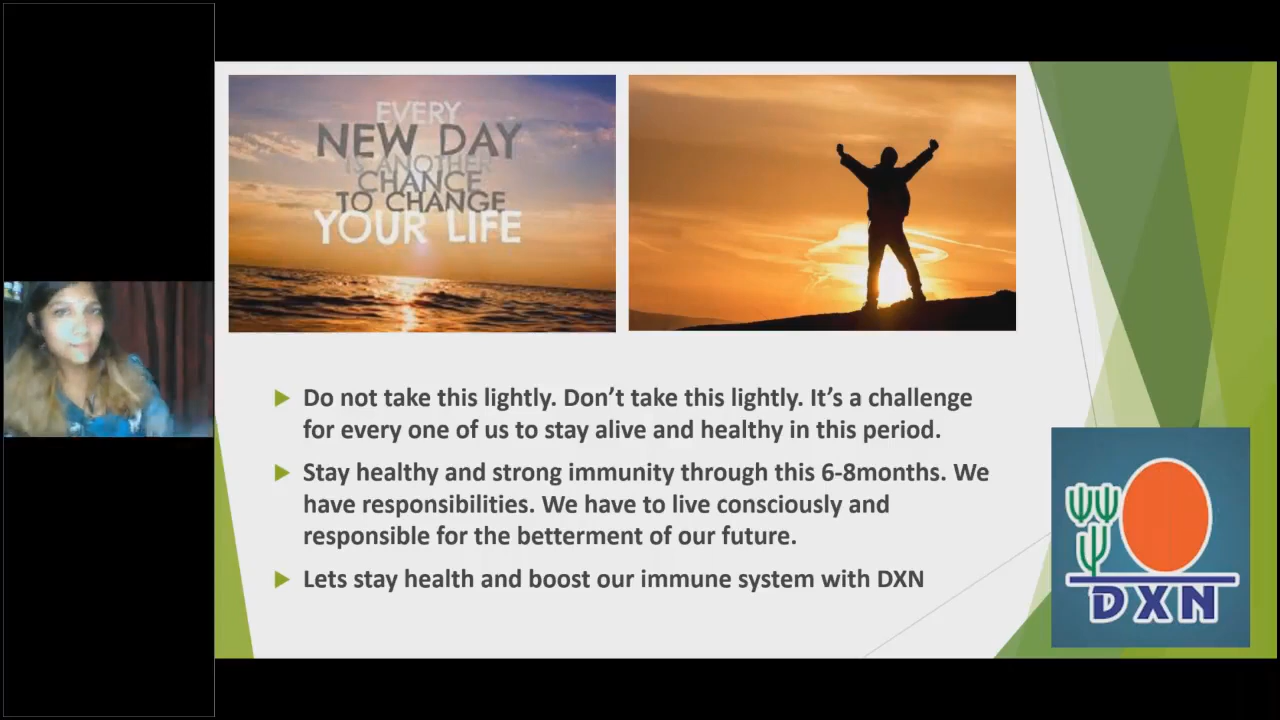 EVERY
NEW DAY
IS ANOTHER
CHANCE
TO CHANGE
YOUR LIFE
Do not take this lightly. Don't take this lightly. It's a challenge
for every one of us to stay alive and healthy in this period.
Stay healthy and strong immunity through this 6-8months. We
have responsibilities. We have to live consciously and
responsible for the betterment of our future.
Lets stay health and boost our immune system with DXN
DXN